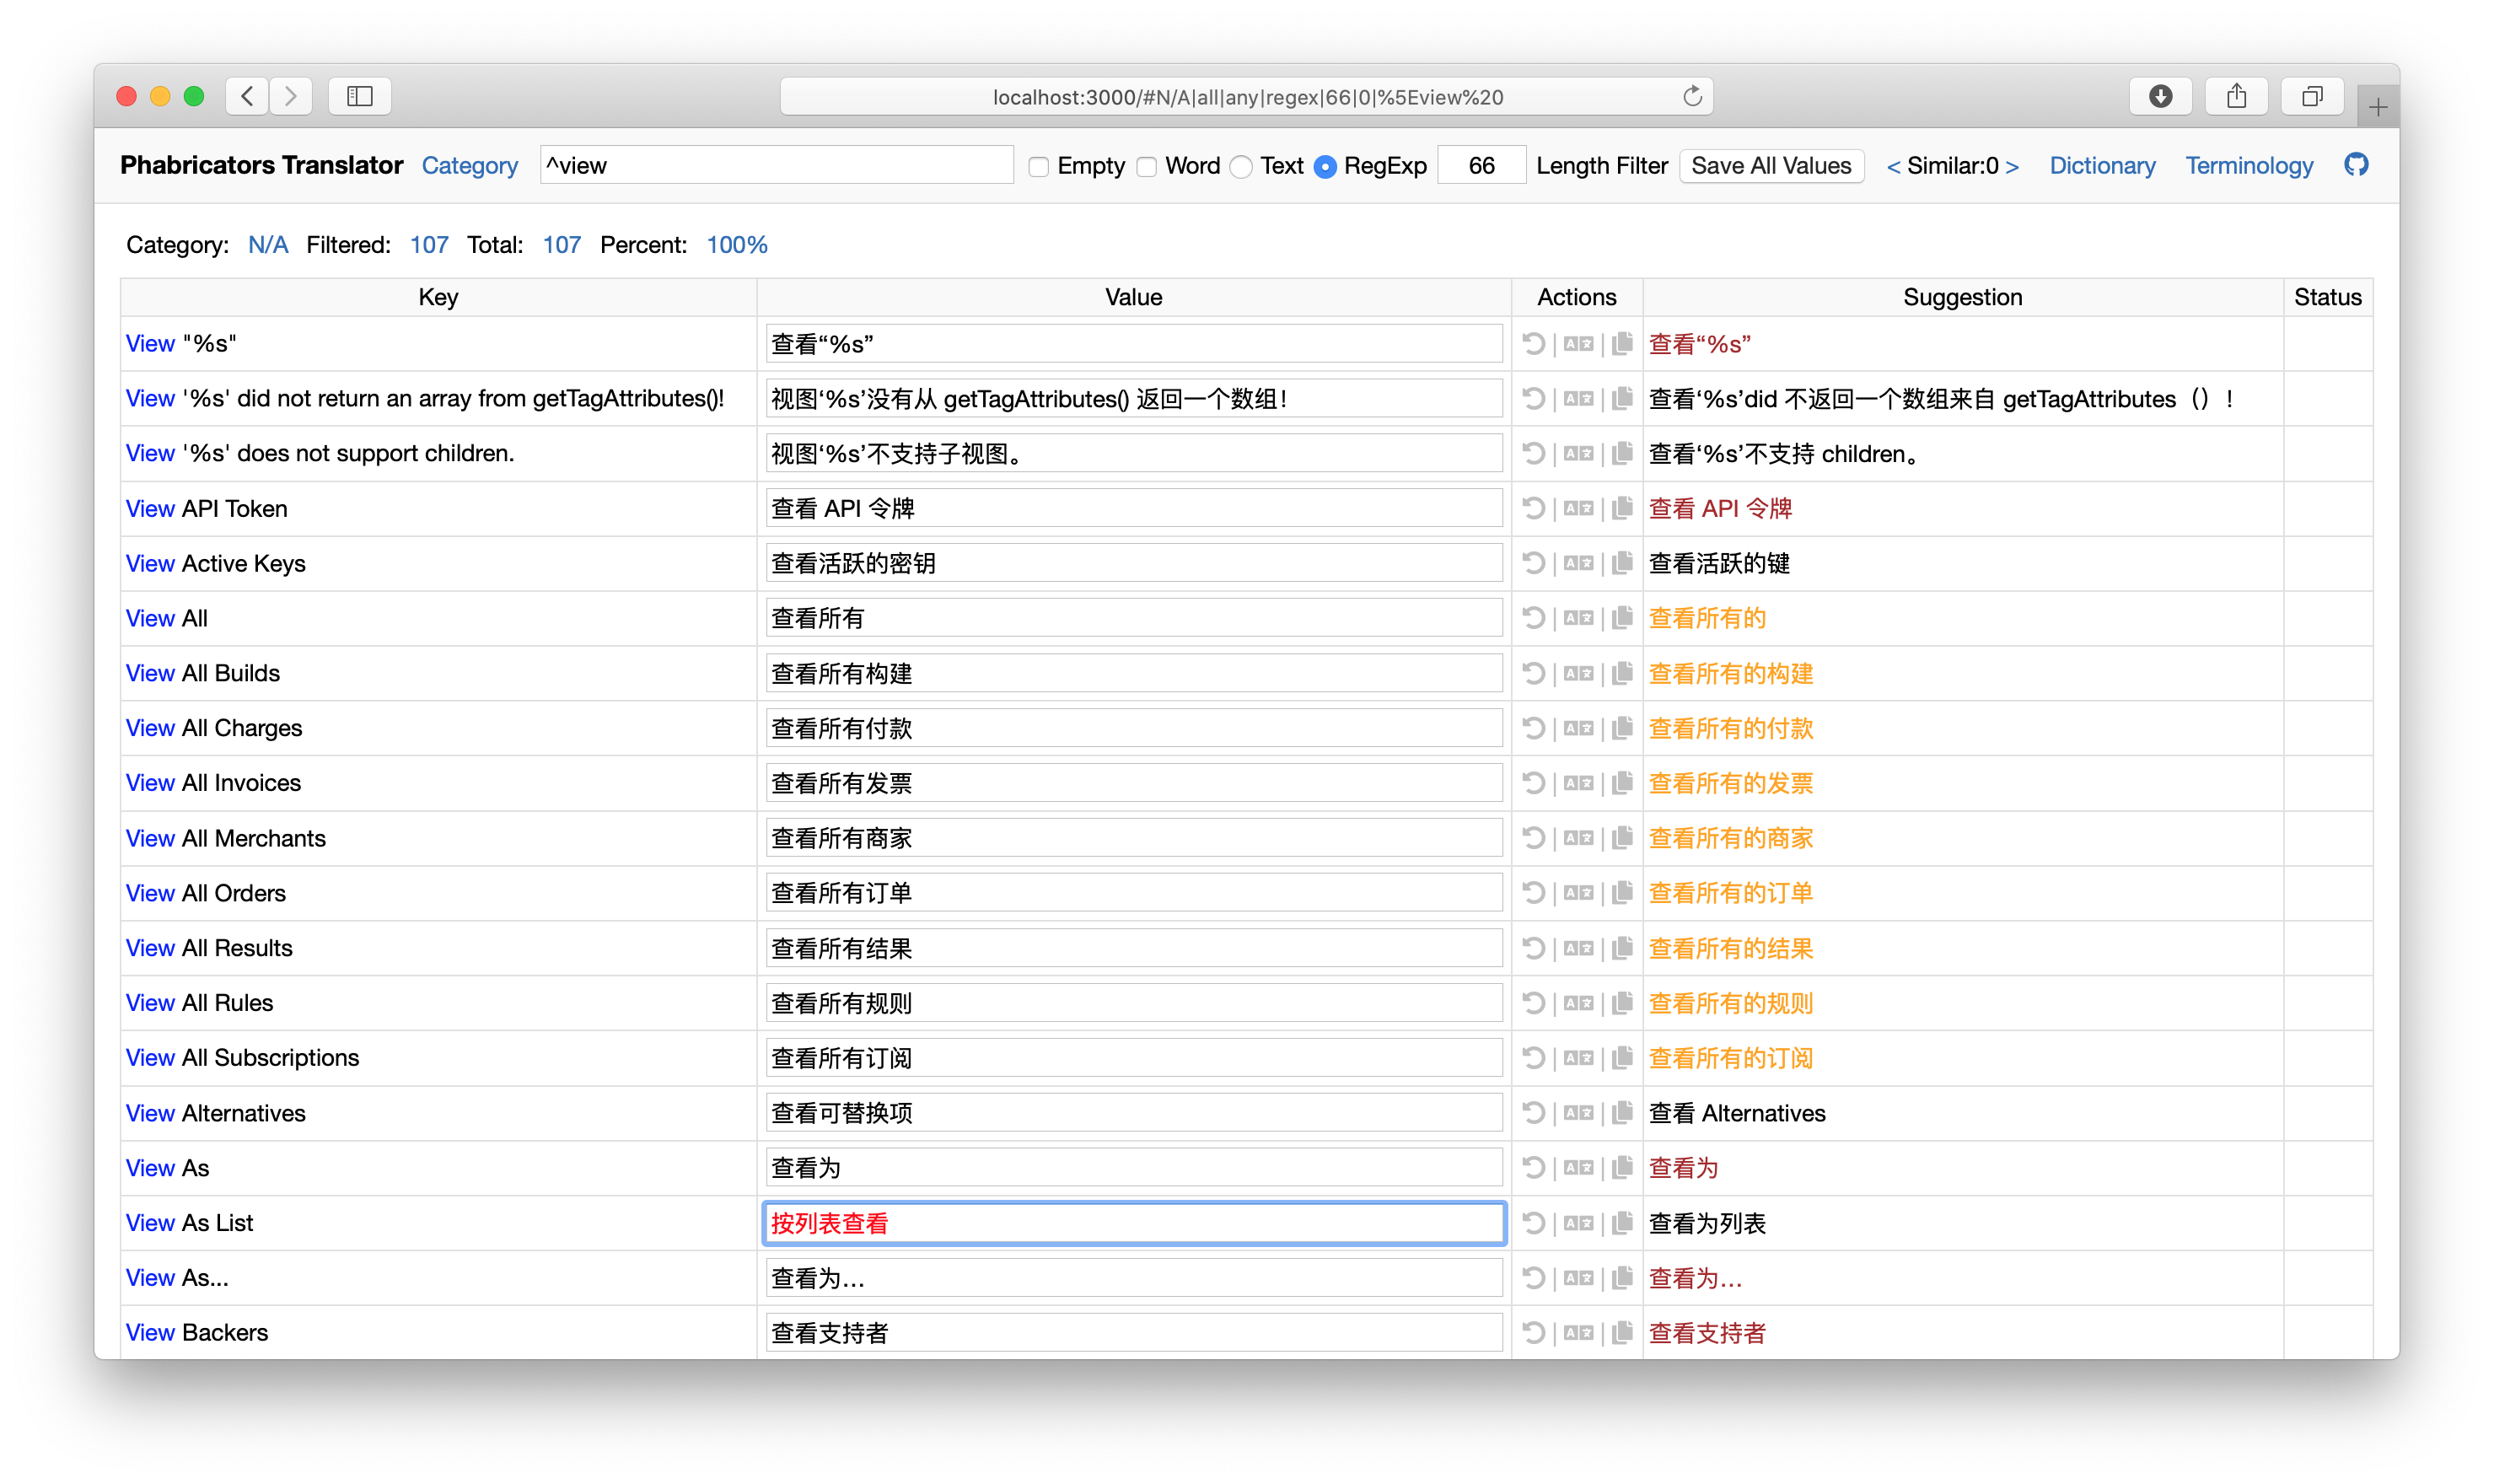 localhost:3000/#N/A|all|any|regex|66|0|%5Eview%20
Phabricators Translator Category ^view Empty Word Text RegExp 66 Length Filter Save All Values < Similar:0 > Dictionary Terminology
Category: N/A Filtered: 107 Total: 107 Percent: 100%
Key Value Actions Suggestion Status
View "%s" 查看“%s” 查看“%s”
View '%s' did not return an array from getTagAttributes()! 视图‘%s’没有从 getTagAttributes() 返回一个数组！ 查看‘%s’did 不返回一个数组来自 getTagAttributes（）！
View '%s' does not support children. 视图‘%s’不支持子视图。 查看‘%s’不支持 children。
View API Token 查看 API 令牌 查看 API 令牌
View Active Keys 查看活跃的密钥 查看活跃的键
View All 查看所有 查看所有的
View All Builds 查看所有构建 查看所有的构建
View All Charges 查看所有付款 查看所有的付款
View All Invoices 查看所有发票 查看所有的发票
View All Merchants 查看所有商家 查看所有的商家
View All Orders 查看所有订单 查看所有的订单
View All Results 查看所有结果 查看所有的结果
View All Rules 查看所有规则 查看所有的规则
View All Subscriptions 查看所有订阅 查看所有的订阅
View Alternatives 查看可替换项 查看 Alternatives
View As 查看为 查看为
View As List 按列表查看 查看为列表
View As... 查看为… 查看为…
View Backers 查看支持者 查看支持者